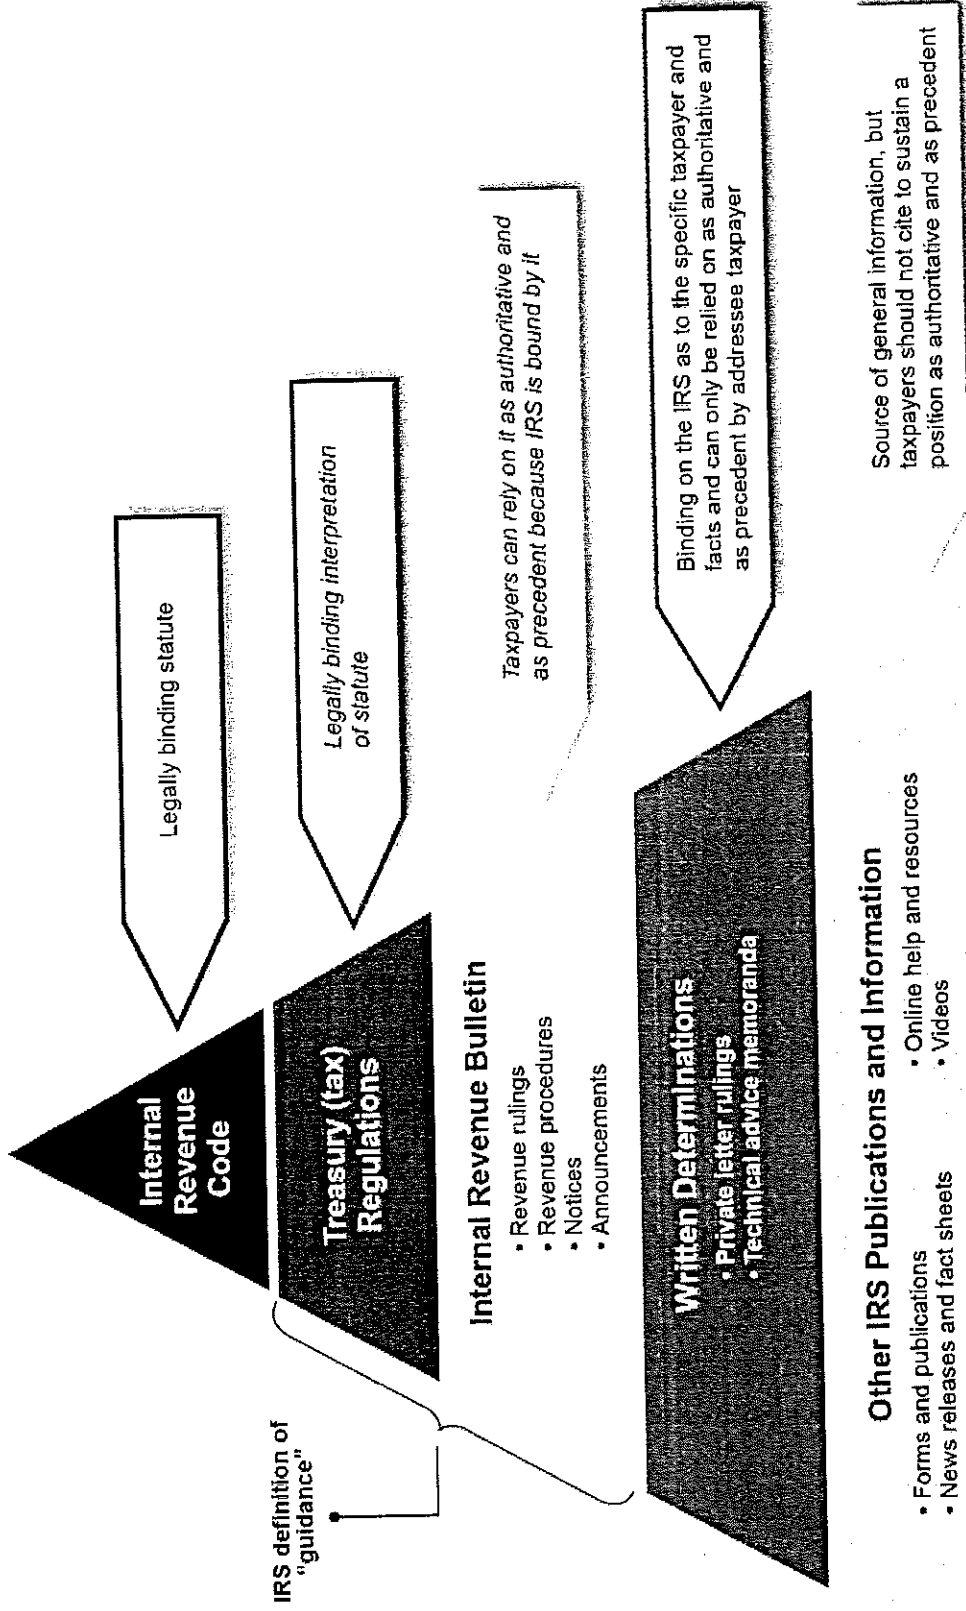 Internal
Revenue
Code
Legally binding statute
IRS definition of
"guidance"
Treasury (tax)
Regulations
Legally binding interpretation
of statute
Internal Revenue Bulletin
• Revenue rulings
• Revenue procedures
• Notices
• Announcements
Taxpayers can rely on it as authoritative and
as precedent because IRS is bound by it
Written Determinations
• Private letter rulings
• Technical advice memoranda
Binding on the IRS as to the specific taxpayer and
facts and can only be relied on as authoritative and
as precedent by addressee taxpayer
Other IRS Publications and Information
• Forms and publications
• News releases and fact sheets
• Online help and resources
• Videos
Source of general information, but
taxpayers should not cite to sustain a
position as authoritative and as precedent